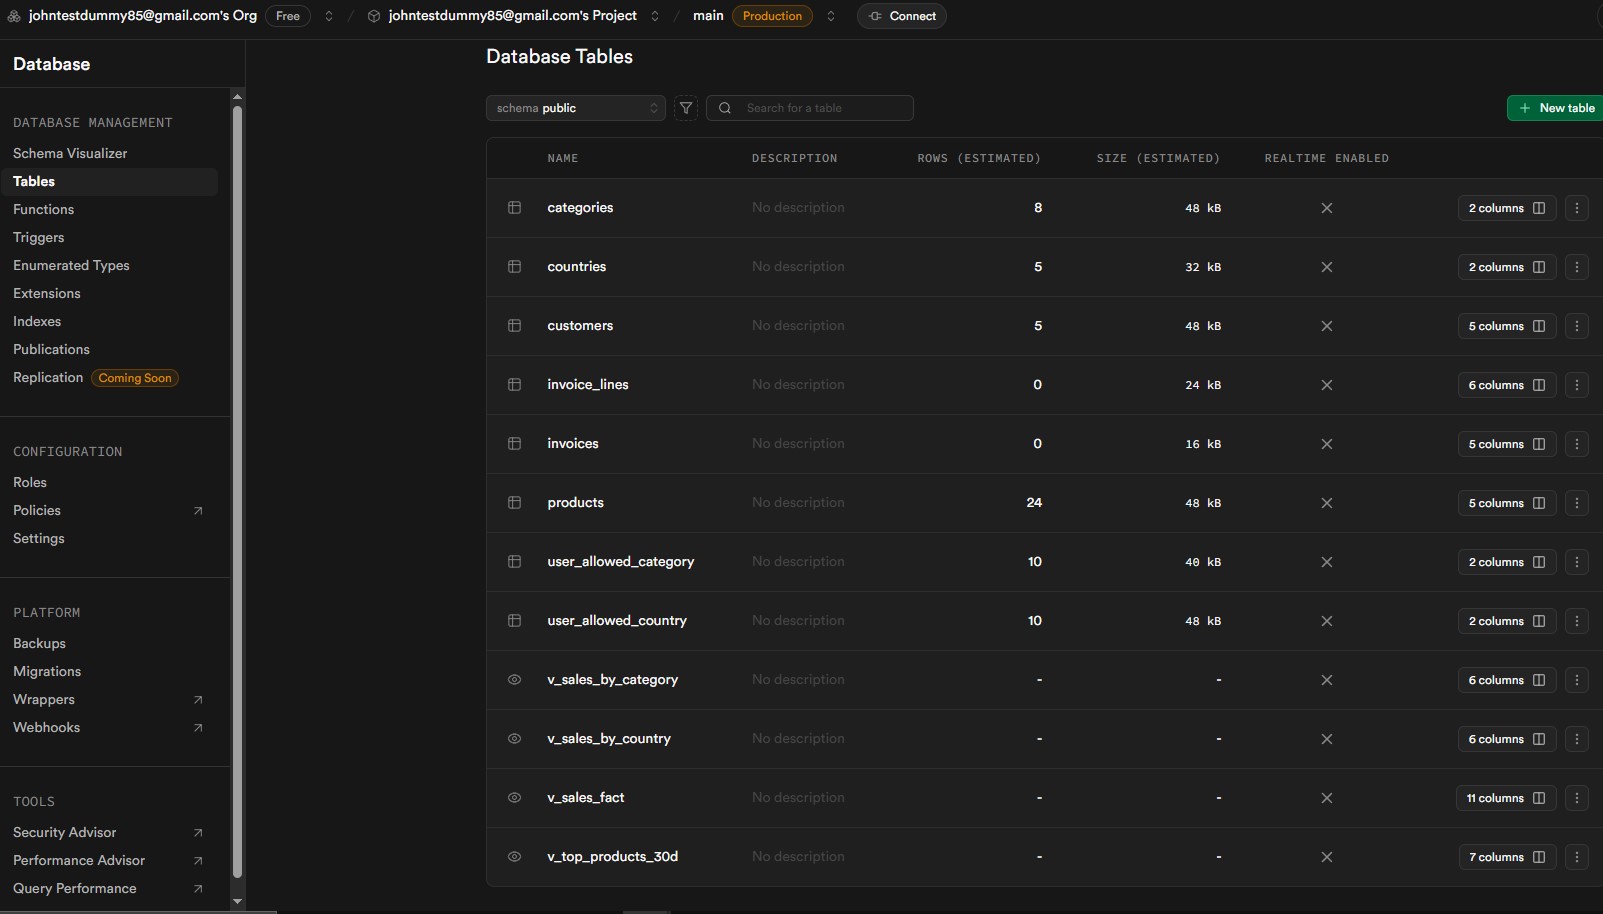 johntestdummy85@gmail.com's Org Free / johntestdummy85@gmail.com's Project / main Production Connect
Database
DATABASE MANAGEMENT
Schema Visualizer
Tables
Functions
Triggers
Enumerated Types
Extensions
Indexes
Publications
Replication Coming Soon
CONFIGURATION
Roles
Policies
Settings
PLATFORM
Backups
Migrations
Wrappers
Webhooks
TOOLS
Security Advisor
Performance Advisor
Query Performance
Database Tables
schema public Search for a table + New table
NAME DESCRIPTION ROWS (ESTIMATED) SIZE (ESTIMATED) REALTIME ENABLED
categories No description 8 48 kB 2 columns
countries No description 5 32 kB 2 columns
customers No description 5 48 kB 5 columns
invoice_lines No description 0 24 kB 6 columns
invoices No description 0 16 kB 5 columns
products No description 24 48 kB 5 columns
user_allowed_category No description 10 40 kB 2 columns
user_allowed_country No description 10 48 kB 2 columns
v_sales_by_category No description - - 6 columns
v_sales_by_country No description - - 6 columns
v_sales_fact No description - - 11 columns
v_top_products_30d No description - - 7 columns